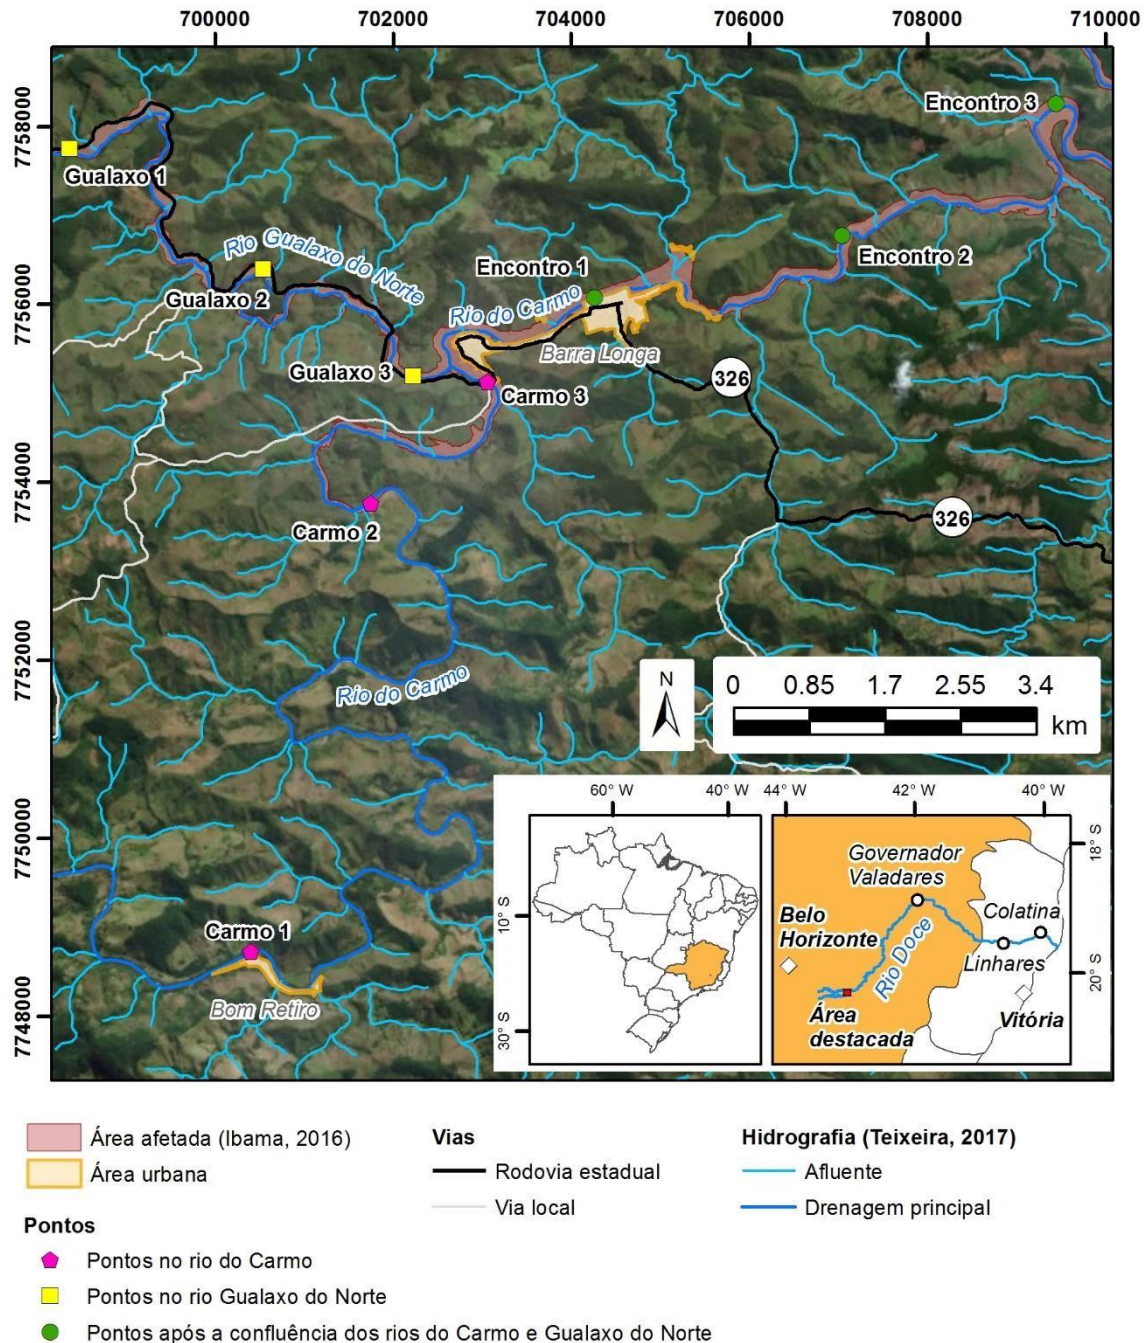 700000 702000 704000 706000 708000 710000
7758000
7756000
7754000
7752000
7750000
7748000
Encontro 3
Gualaxo 1
Rio Gualaxo do Norte
Encontro 2
Encontro 1
Gualaxo 2
Rio do Carmo
Barra Longa
Gualaxo 3
326
Carmo 3
326
Carmo 2
Rio do Carmo
N
0 0.85 1.7 2.55 3.4
km
Carmo 1
Bom Retiro
60° W 40° W
10° S
30° S
44° W 42° W 40° W
18° S
20° S
Governador
Valadares
Belo
Horizonte
Colatina
Rio Doce
Linhares
Área
destacada
Vitória
Área afetada (Ibama, 2016)
Área urbana
Vias
Rodovia estadual
Via local
Hidrografia (Teixeira, 2017)
Afluente
Drenagem principal
Pontos
Pontos no rio do Carmo
Pontos no rio Gualaxo do Norte
Pontos após a confluência dos rios do Carmo e Gualaxo do Norte